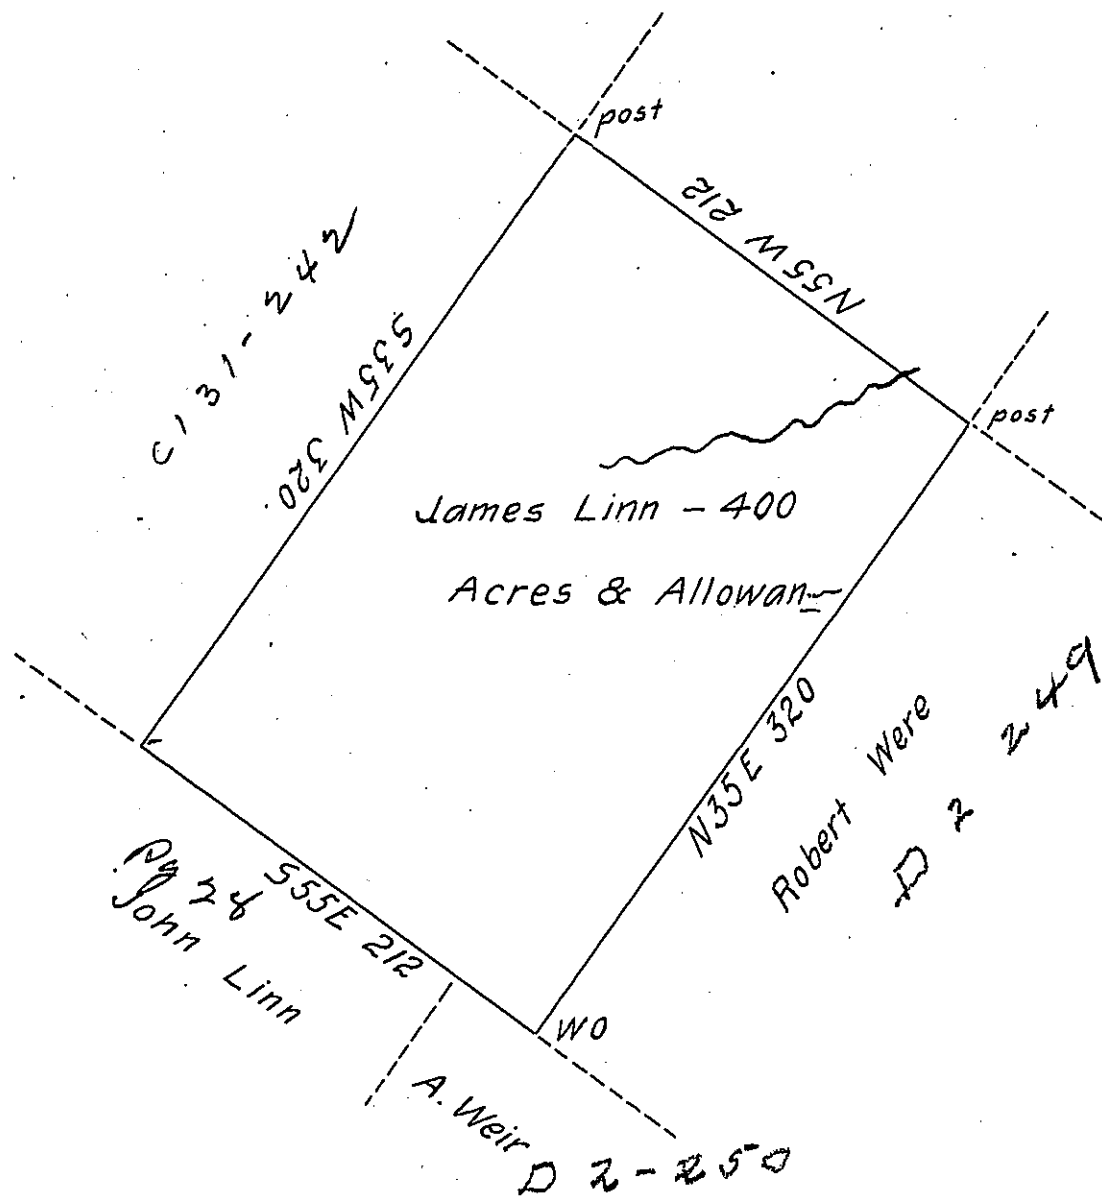 post
N55W 212
C131-242
S35W 320
post
James Linn - 400
Acres & Allowan
N35E 320
Robert Were
D 2 249
S55E 212
John Linn
WO
A. Weir
D 2-250